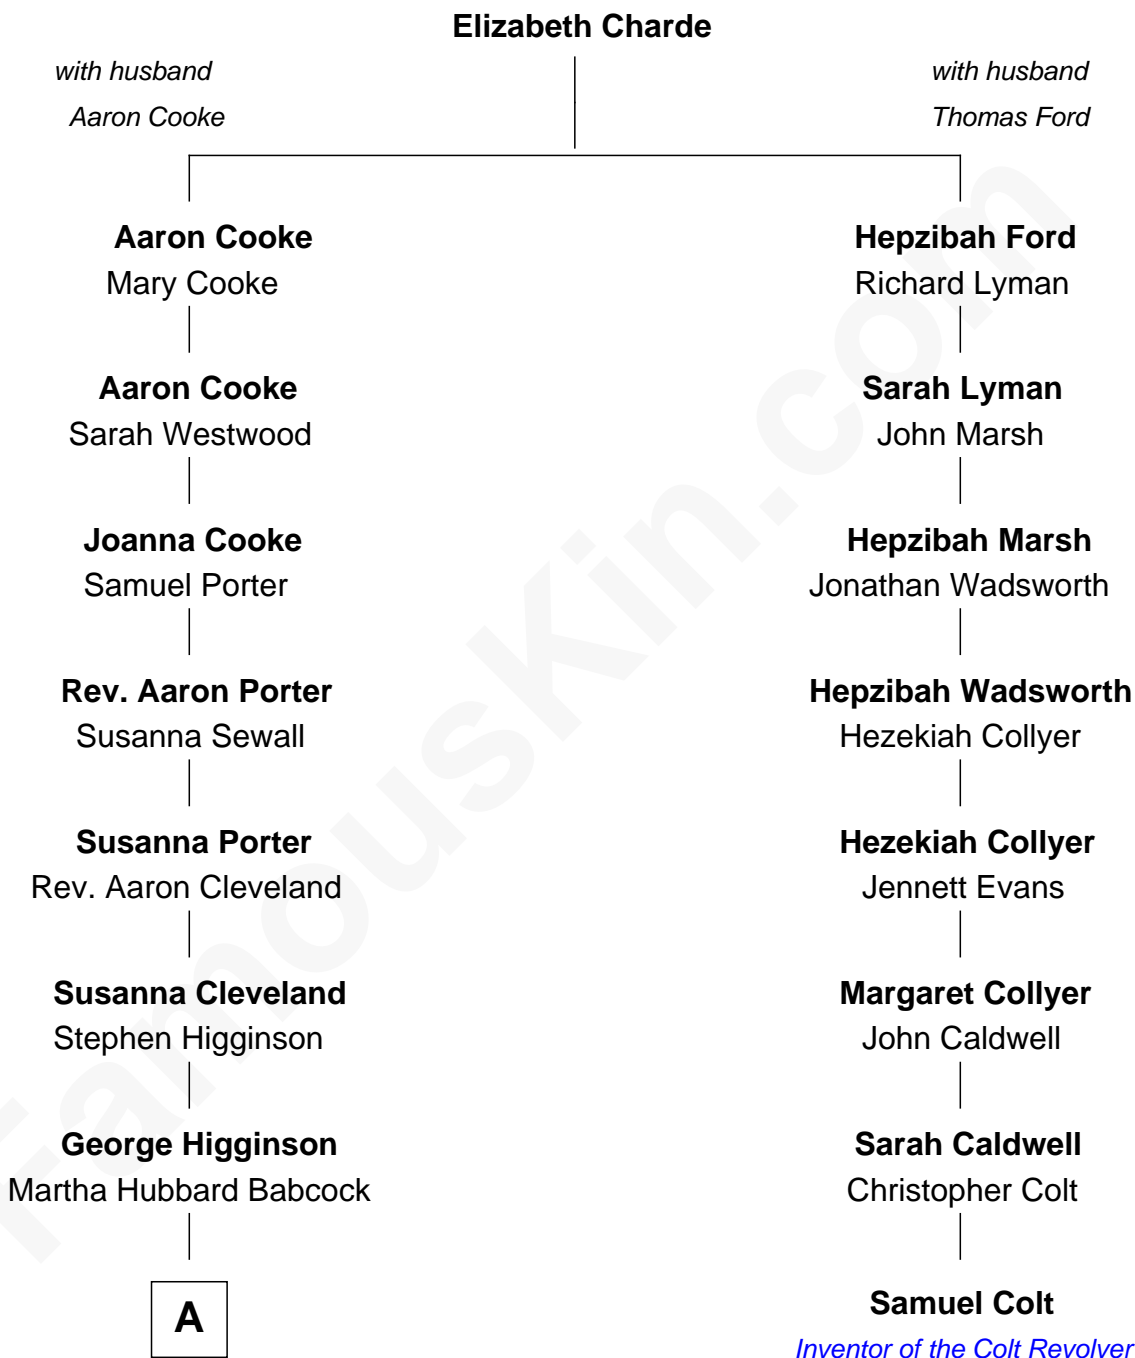 Elizabeth Charde
with husband
Aaron Cooke
with husband
Thomas Ford
Aaron Cooke
Mary Cooke
Hepzibah Ford
Richard Lyman
Aaron Cooke
Sarah Westwood
Sarah Lyman
John Marsh
Joanna Cooke
Samuel Porter
Hepzibah Marsh
Jonathan Wadsworth
Rev. Aaron Porter
Susanna Sewall
Hepzibah Wadsworth
Hezekiah Collyer
Susanna Porter
Rev. Aaron Cleveland
Hezekiah Collyer
Jennett Evans
Susanna Cleveland
Stephen Higginson
Margaret Collyer
John Caldwell
George Higginson
Martha Hubbard Babcock
Sarah Caldwell
Christopher Colt
A
Samuel Colt
Inventor of the Colt Revolver
FamousKin.com